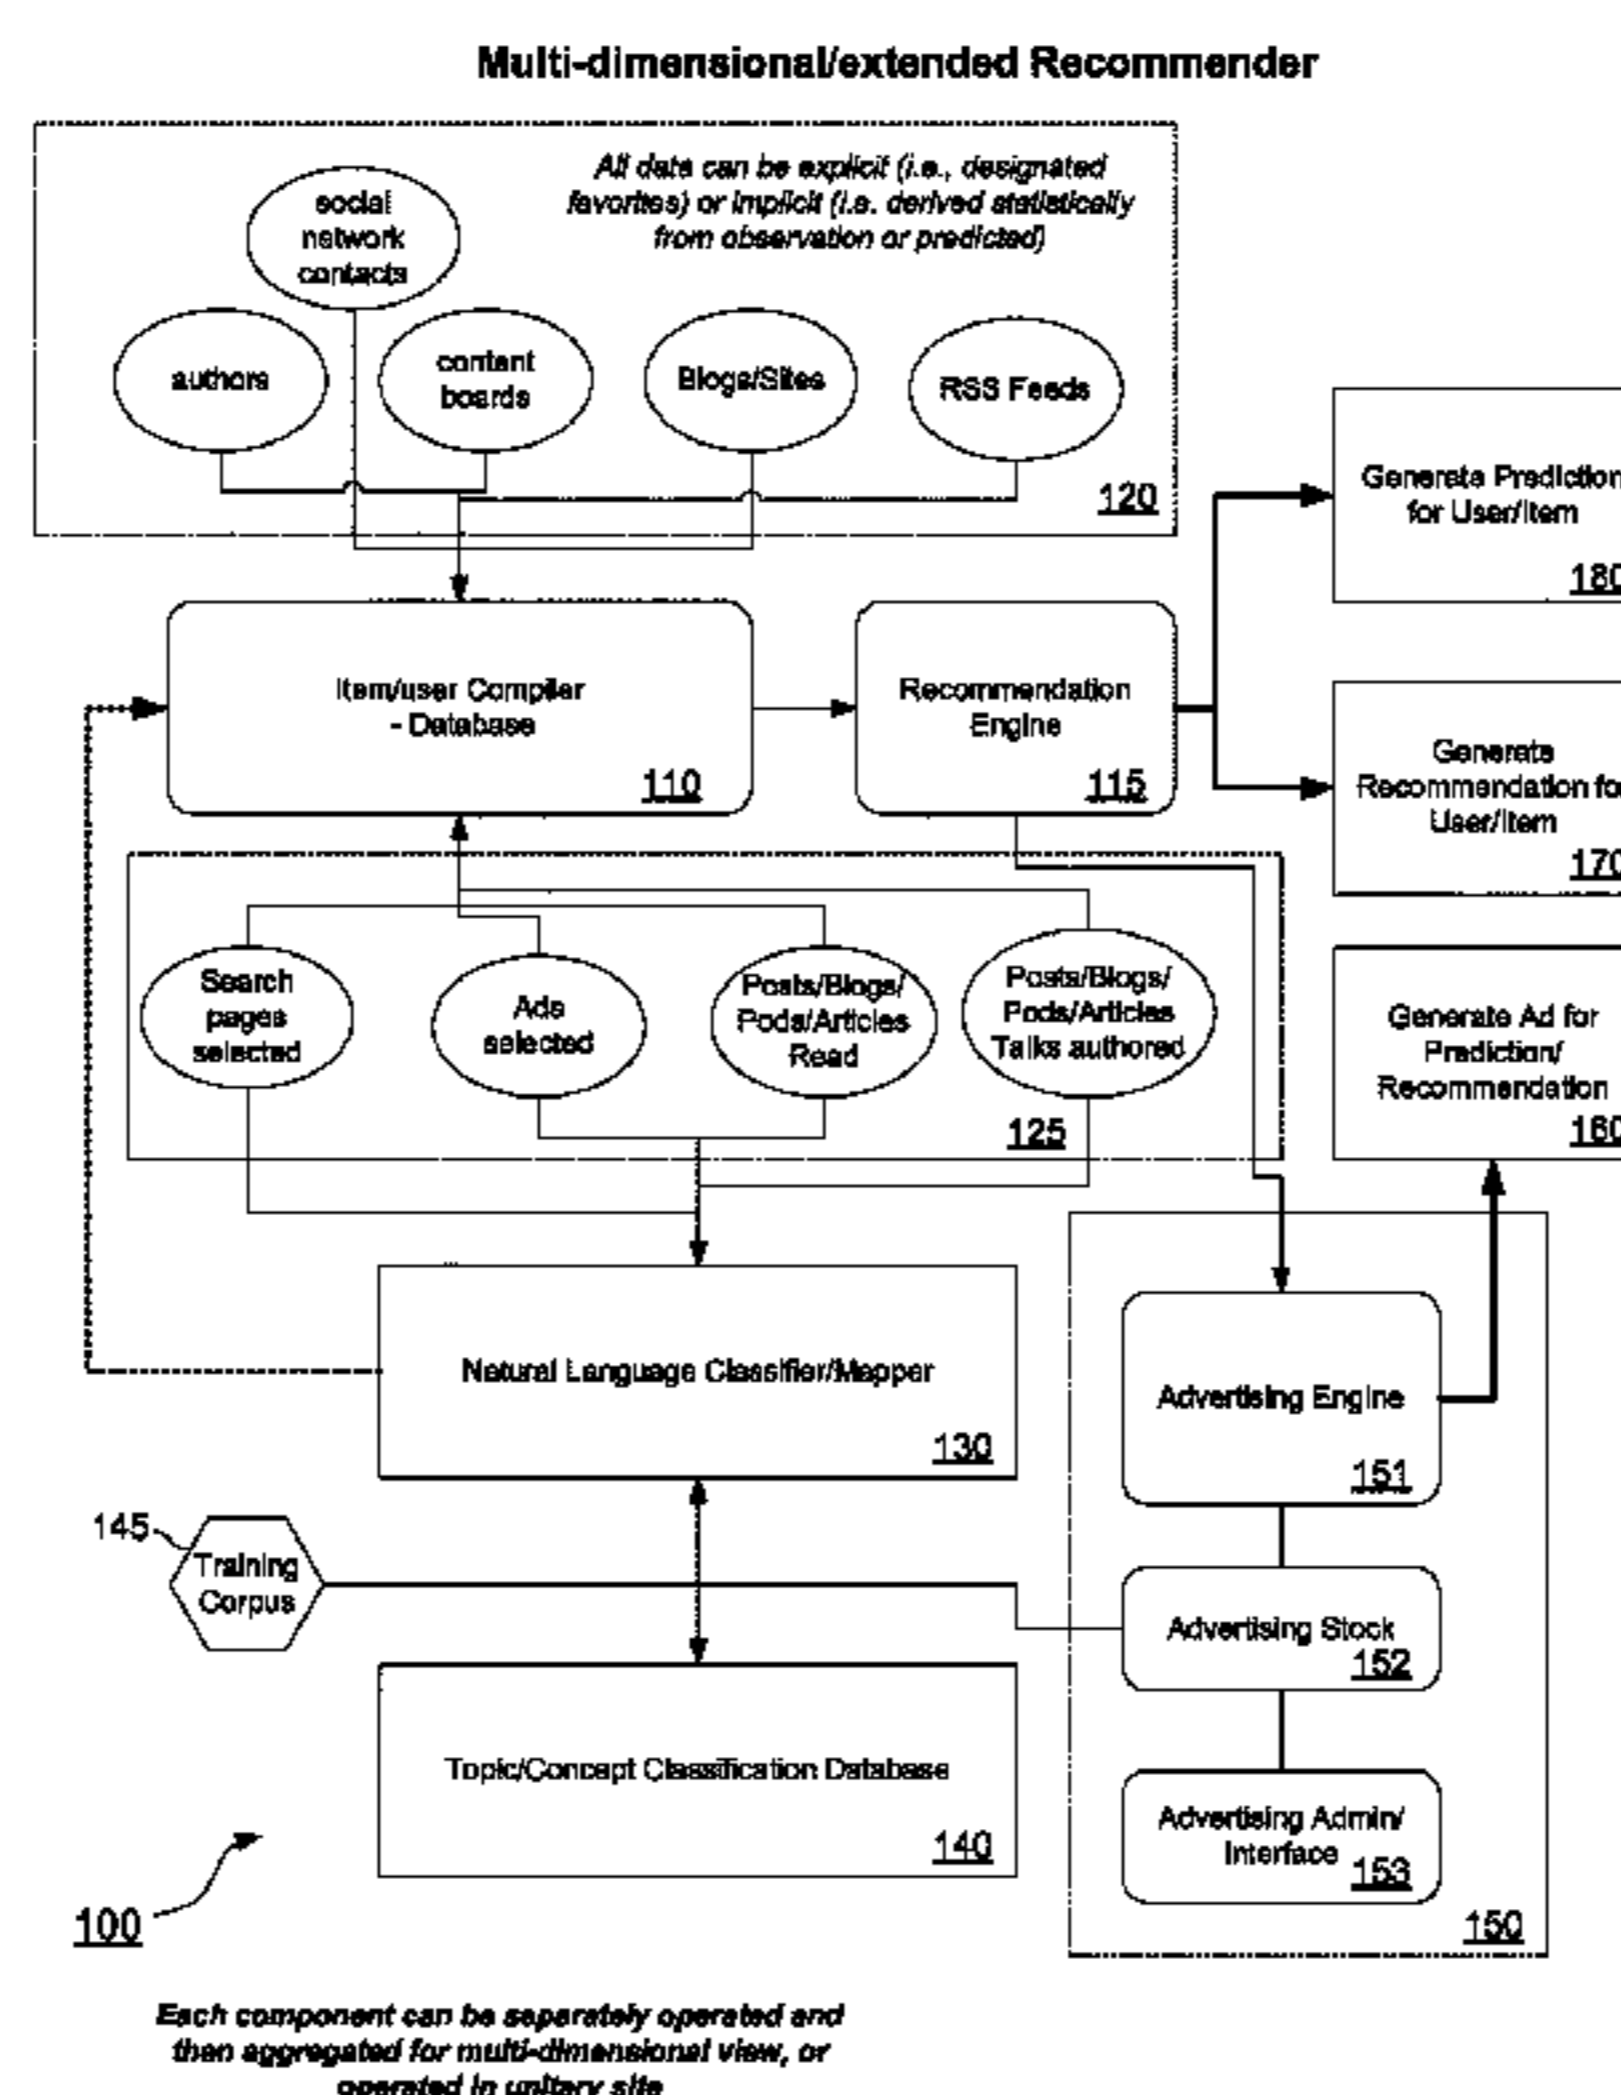 Multi-dimensional/extended Recommender
All data can be explicit (i.e., designated
favorites) or implicit (i.e. derived statistically
from observation or predicted)
social
network
contacts
authors
content
boards
Blogs/Sites
RSS Feeds
120
Generate Prediction
for User/Item
180
Item/user Compiler
- Database
110
Recommendation
Engine
115
Generate
Recommendation for
User/Item
170
Search
pages
selected
Ads
selected
Posts/Blogs/
Pods/Articles
Read
Posts/Blogs/
Pods/Articles
Talks authored
125
Generate Ad for
Prediction/
Recommendation
160
Natural Language Classifier/Mapper
130
Advertising Engine
151
145
Training
Corpus
Advertising Stock
152
Topic/Concept Classification Database
140
Advertising Admin/
Interface
153
150
100
Each component can be separately operated and
then aggregated for multi-dimensional view, or
operated in unitary site